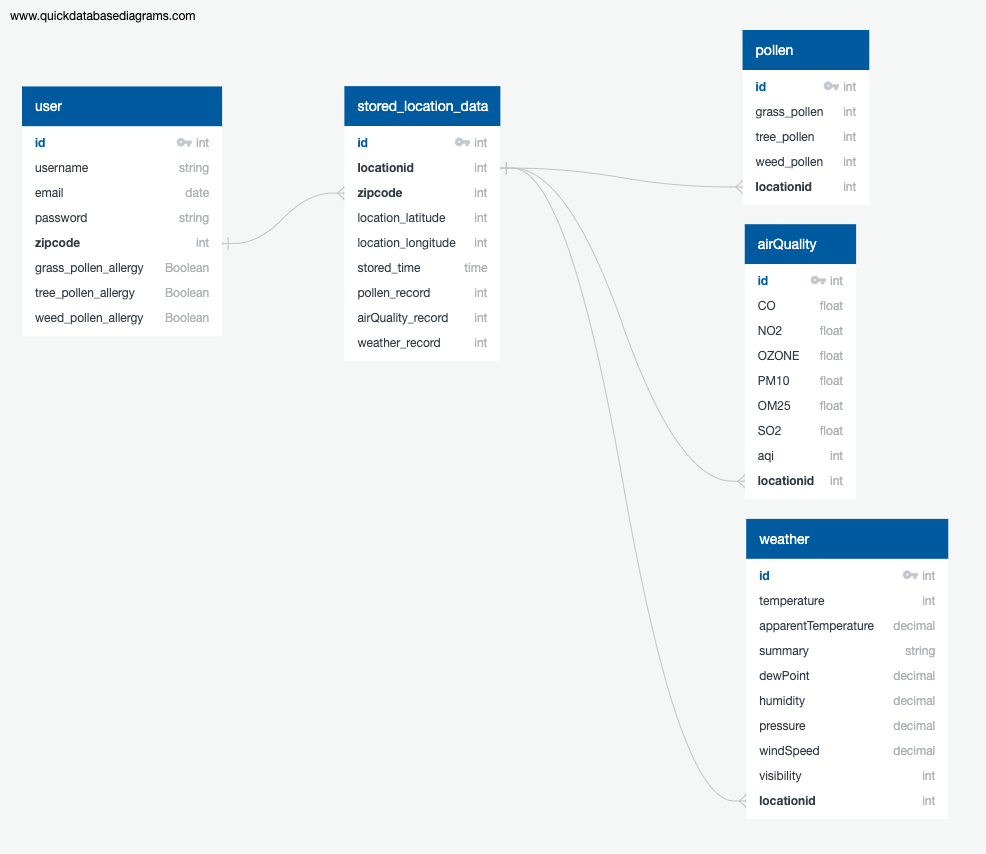 www.quickdatabasediagrams.com
user
id int
username string
email date
password string
zipcode int
grass_pollen_allergy Boolean
tree_pollen_allergy Boolean
weed_pollen_allergy Boolean
stored_location_data
id int
locationid int
zipcode int
location_latitude int
location_longitude int
stored_time time
pollen_record int
airQuality_record int
weather_record int
pollen
id int
grass_pollen int
tree_pollen int
weed_pollen int
locationid int
airQuality
id int
CO float
NO2 float
OZONE float
PM10 float
OM25 float
SO2 float
aqi int
locationid int
weather
id int
temperature int
apparentTemperature decimal
summary string
dewPoint decimal
humidity decimal
pressure decimal
windSpeed decimal
visibility int
locationid int